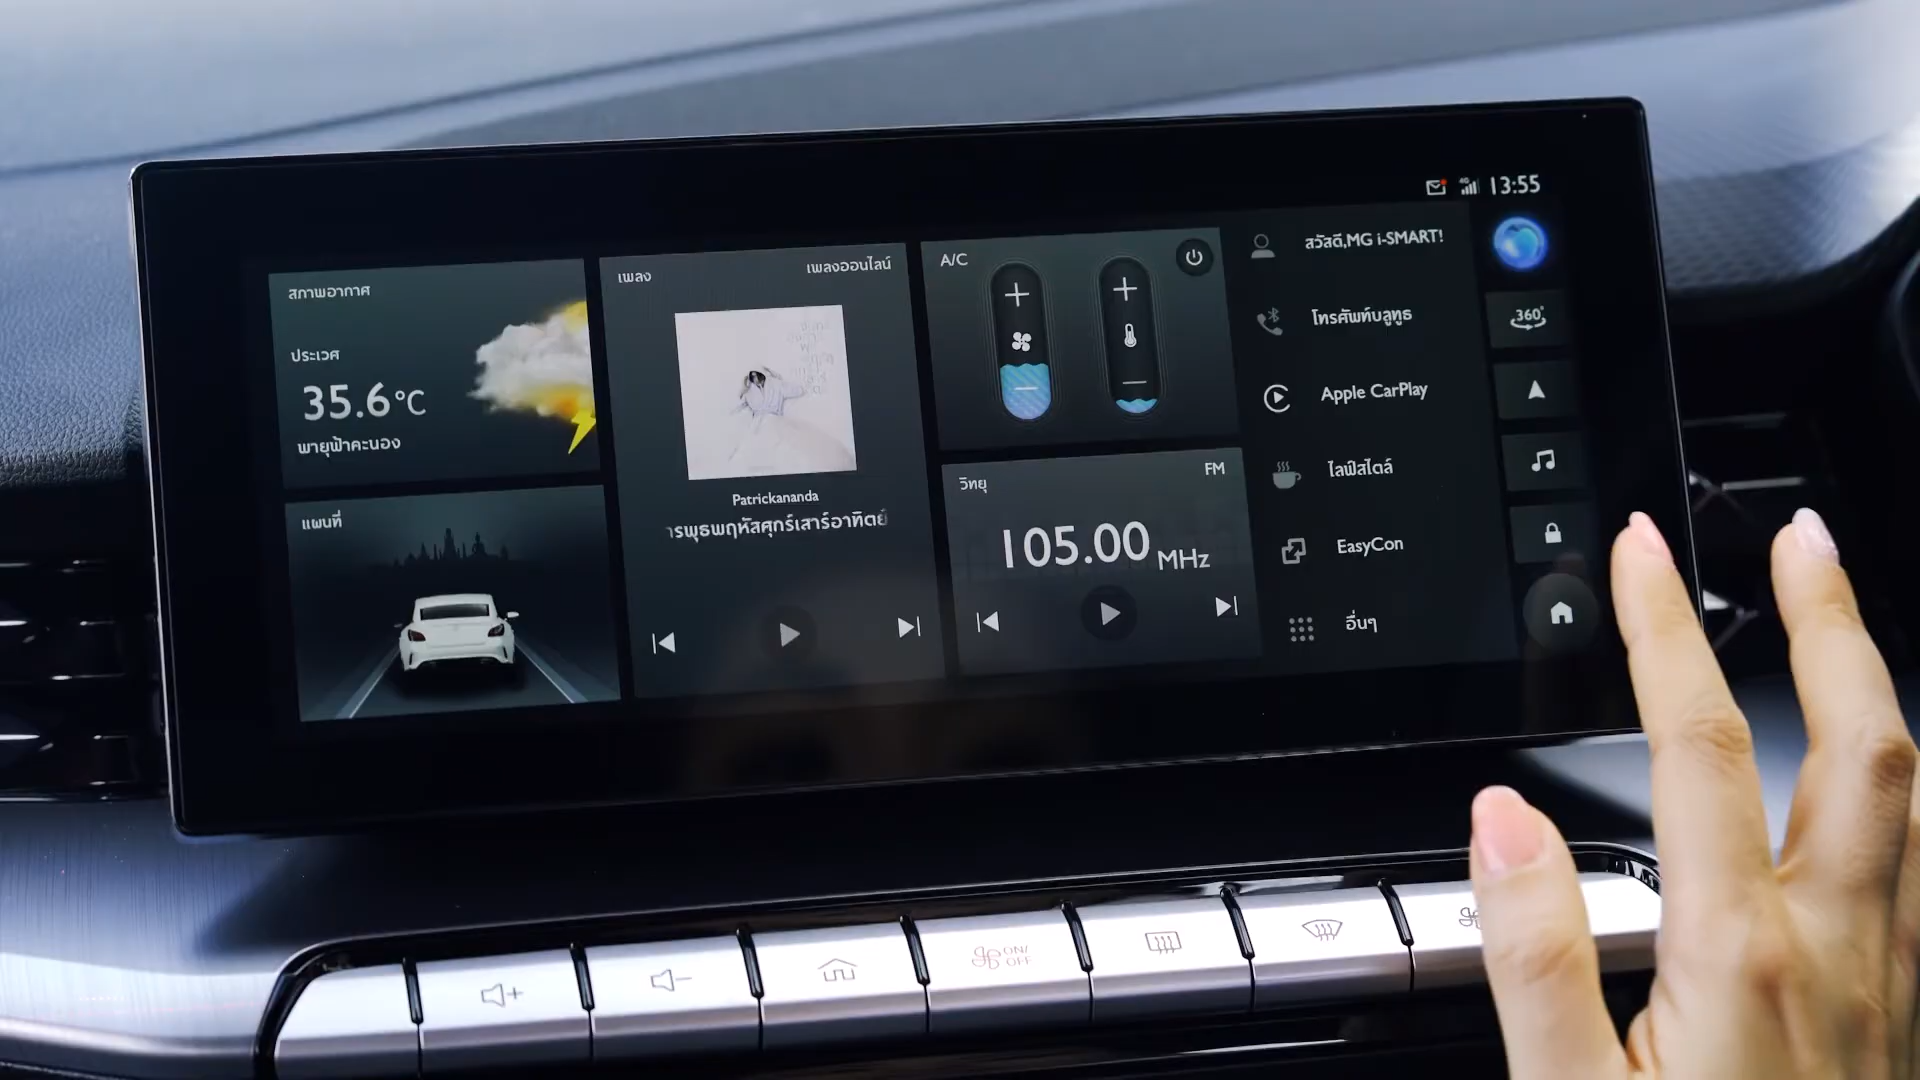 4G 13:55
สภาพอากาศ
ประเวศ
35.6°C
พายุฟ้าคะนอง
แผนที่
เพลง
เพลงออนไลน์
Patrickananda
รพุธพฤหัสศุกร์เสาร์อาทิตย์
A/C
วิทยุ
FM
105.00 MHz
สวัสดี,MG i-SMART!
โทรศัพท์บลูทูธ
Apple CarPlay
ไลฟ์สไตล์
EasyCon
อื่นๆ
360°
ON/
OFF